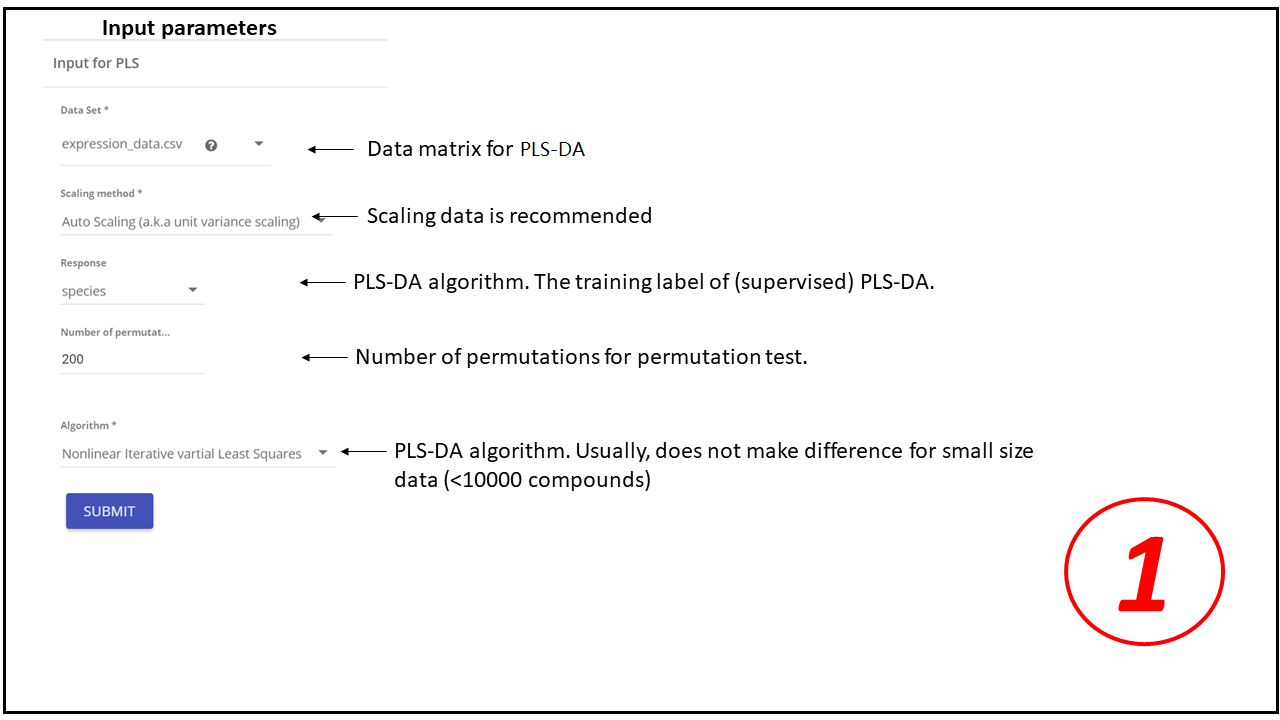 Input parameters
Input for PLS
Data Set *
expression_data.csv ?
Data matrix for PLS-DA
Scaling method *
Auto Scaling (a.k.a unit variance scaling)
Scaling data is recommended
Response
species
PLS-DA algorithm. The training label of (supervised) PLS-DA.
Number of permutat...
200
Number of permutations for permutation test.
Algorithm *
Nonlinear Iterative vartial Least Squares
PLS-DA algorithm. Usually, does not make difference for small size
data (<10000 compounds)
SUBMIT
1